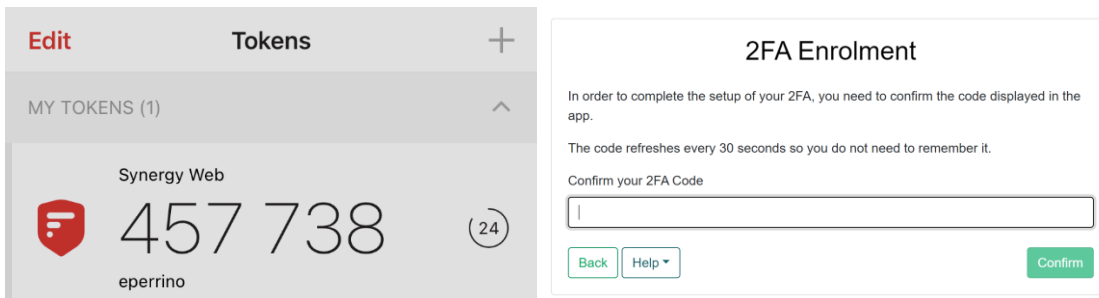 Edit
Tokens
+
MY TOKENS (1)
Synergy Web
457 738
24
eperrino
2FA Enrolment
In order to complete the setup of your 2FA, you need to confirm the code displayed in the
app.
The code refreshes every 30 seconds so you do not need to remember it.
Confirm your 2FA Code
Back
Help
Confirm